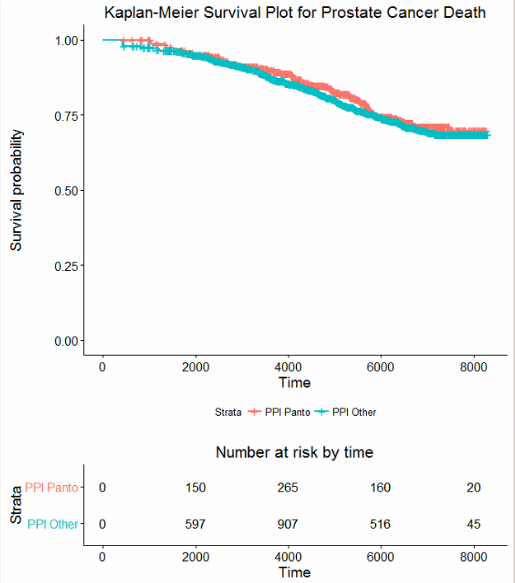 Kaplan-Meier Survival Plot for Prostate Cancer Death
Survival probability
1.00
0.75
0.50
0.25
0.00
0 2000 4000 6000 8000
Time
Strata PPI Panto PPI Other
Number at risk by time
Strata
PPI Panto 0 150 265 160 20
PPI Other 0 597 907 516 45
0 2000 4000 6000 8000
Time